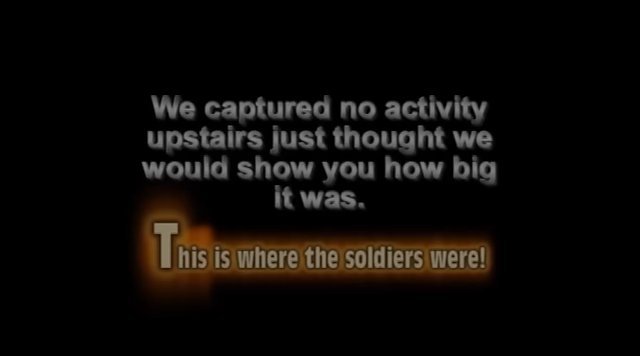 We captured no activity
upstairs just thought we
would show you how big
it was.
This is where the soldiers were!